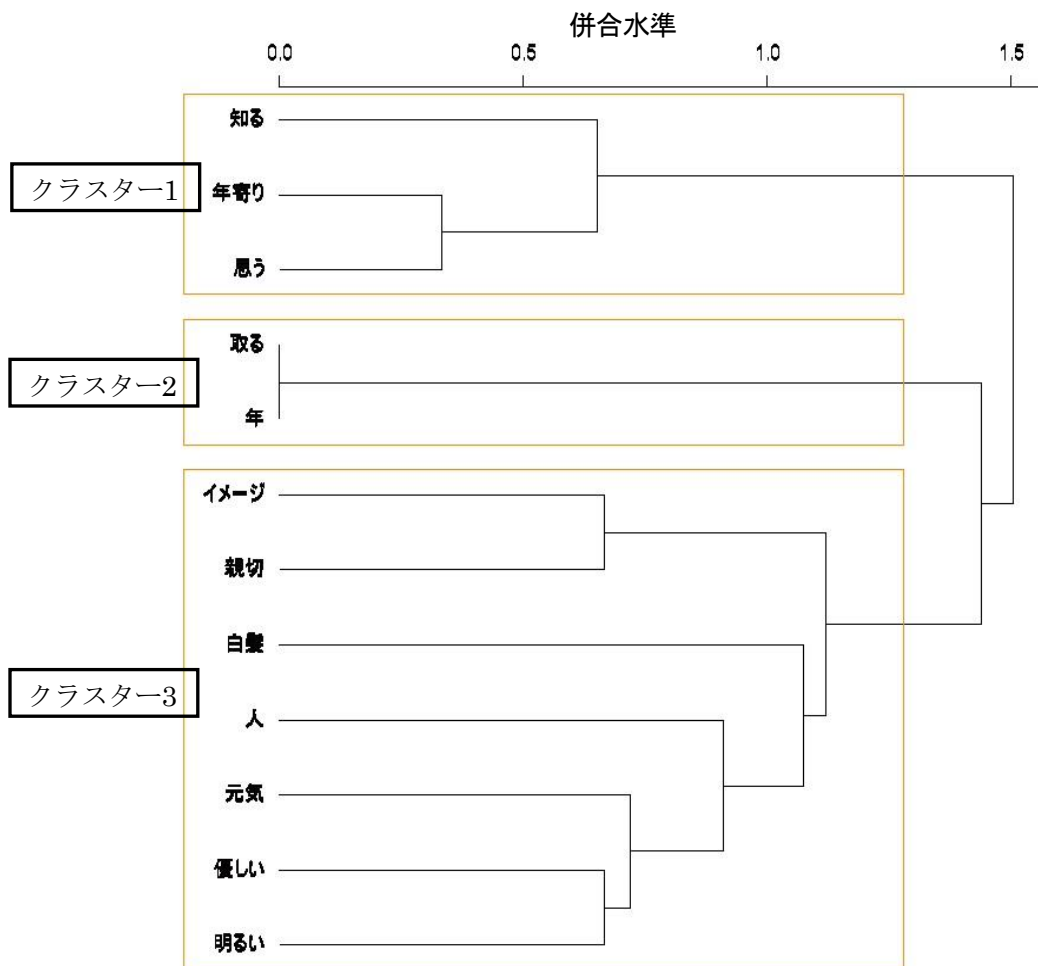 併合水準
0.0 0.5 1.0 1.5
知る
クラスター1
年寄り
思う
取る
クラスター2
年
イメージ
親切
白髪
クラスター3
人
元気
優しい
明るい